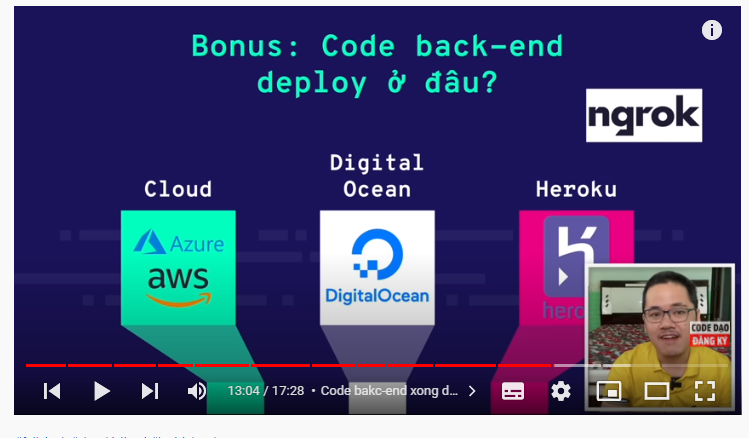 Bonus: Code back-end
deploy ở đâu?
ngrok
Cloud
Digital
Ocean
Heroku
Azure
aws
DigitalOcean
CODE DẠO
ĐĂNG KÝ
13:04 / 17:28 • Code bakc-end xong d...